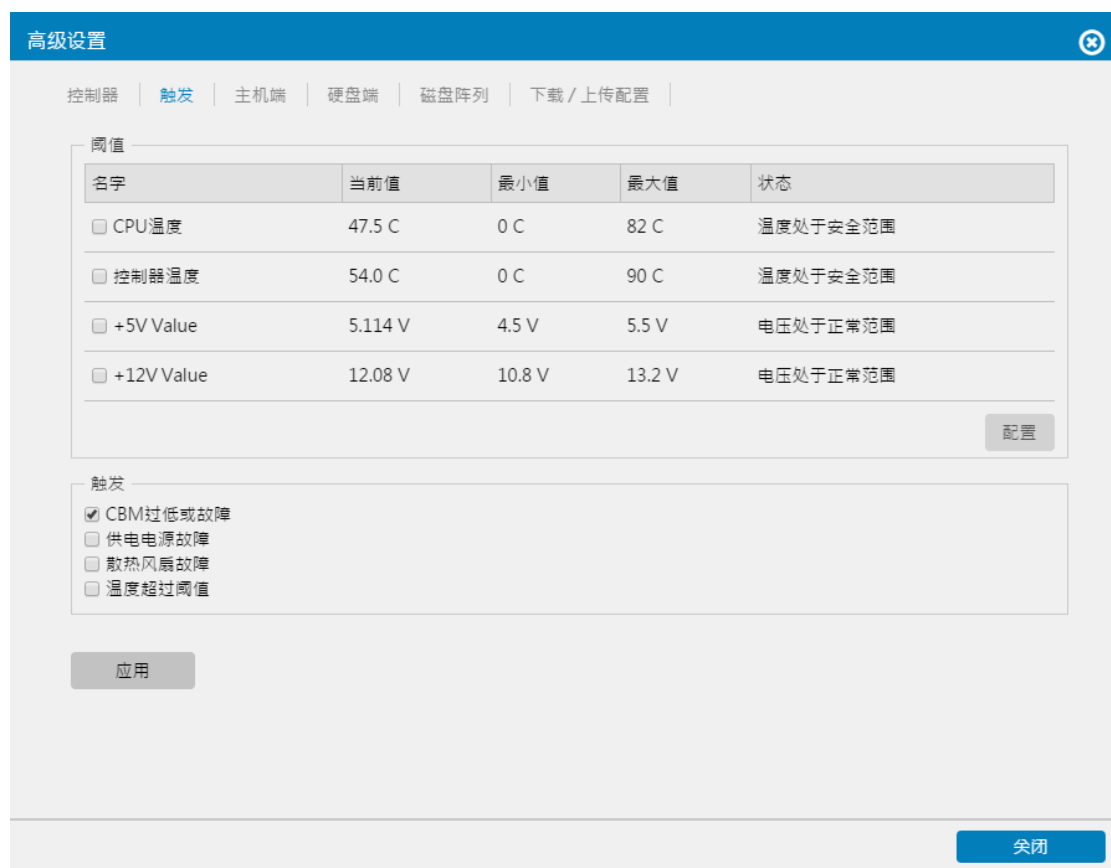 高级设置
控制器 触发 主机端 硬盘端 磁盘阵列 下载 / 上传配置
阈值
名字 当前值 最小值 最大值 状态
CPU温度 47.5 C 0 C 82 C 温度处于安全范围
控制器温度 54.0 C 0 C 90 C 温度处于安全范围
+5V Value 5.114 V 4.5 V 5.5 V 电压处于正常范围
+12V Value 12.08 V 10.8 V 13.2 V 电压处于正常范围
配置
触发
CBM过低或故障
供电电源故障
散热风扇故障
温度超过阈值
应用
关闭